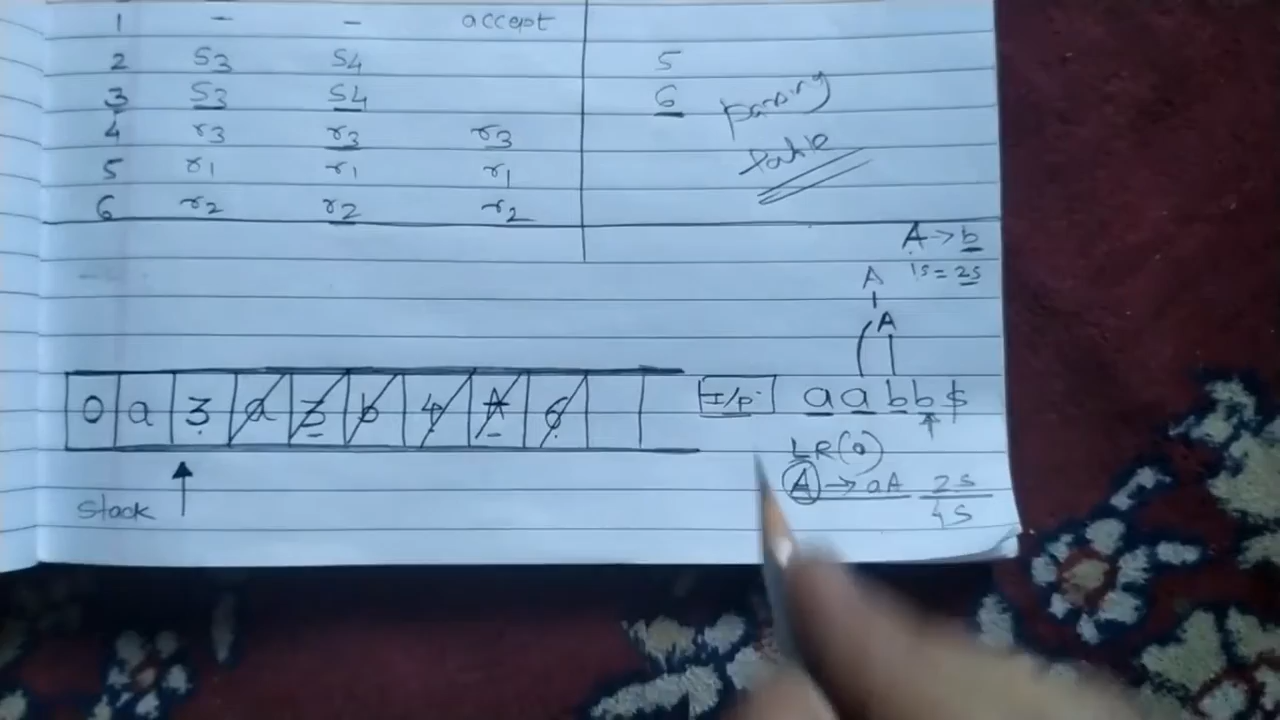 1 - - accept
2 S3 S4 5
3 S3 S4 6
4 r3 r3 r3
5 r1 r1 r1
6 r2 r2 r2
parsing
table
A → b
1s = 2s
A
A
0 a 3 a 3 b 4 A 6
I/p. a a b b $
LR(0)
A → aA 2s
4s
Stack